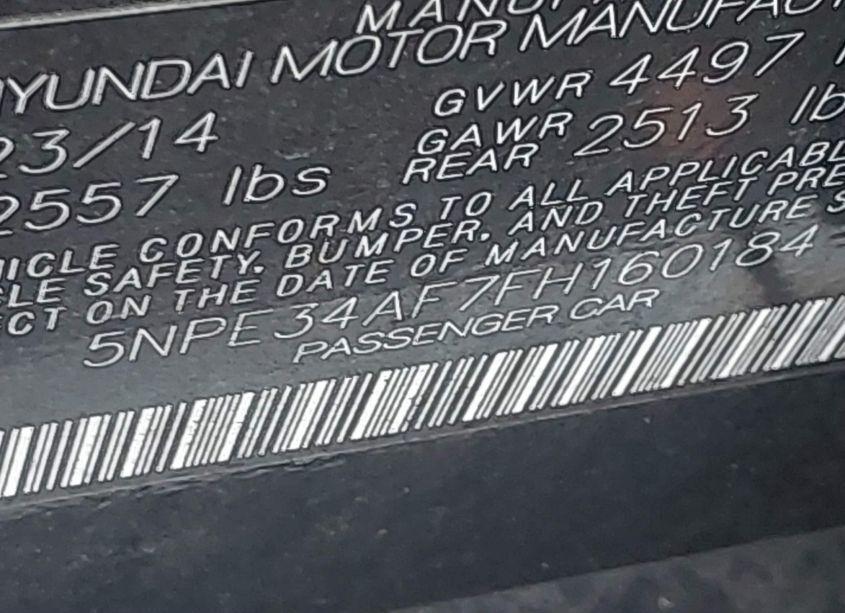 MANUF
HYUNDAI MOTOR MANUFACT
23/14 GVWR 4497
2557 lbs GAWR REAR 2513 lb
HICLE CONFORMS TO ALL APPLICABL
CLE SAFETY, BUMPER, AND THEFT PRE
ECT ON THE DATE OF MANUFACTURE S
5NPE34AF7FH160184
PASSENGER CAR